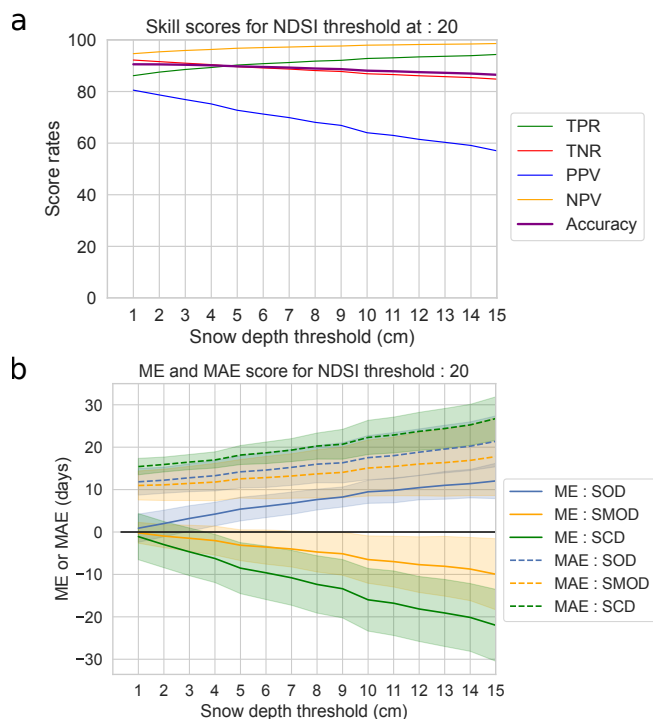 a
Skill scores for NDSI threshold at : 20
100
80
60
40
20
0
Score rates
1 2 3 4 5 6 7 8 9 10 11 12 13 14 15
Snow depth threshold (cm)
TPR
TNR
PPV
NPV
Accuracy
b
ME and MAE score for NDSI threshold : 20
30
20
10
0
−10
−20
−30
ME or MAE (days)
1 2 3 4 5 6 7 8 9 10 11 12 13 14 15
Snow depth threshold (cm)
ME : SOD
ME : SMOD
ME : SCD
MAE : SOD
MAE : SMOD
MAE : SCD